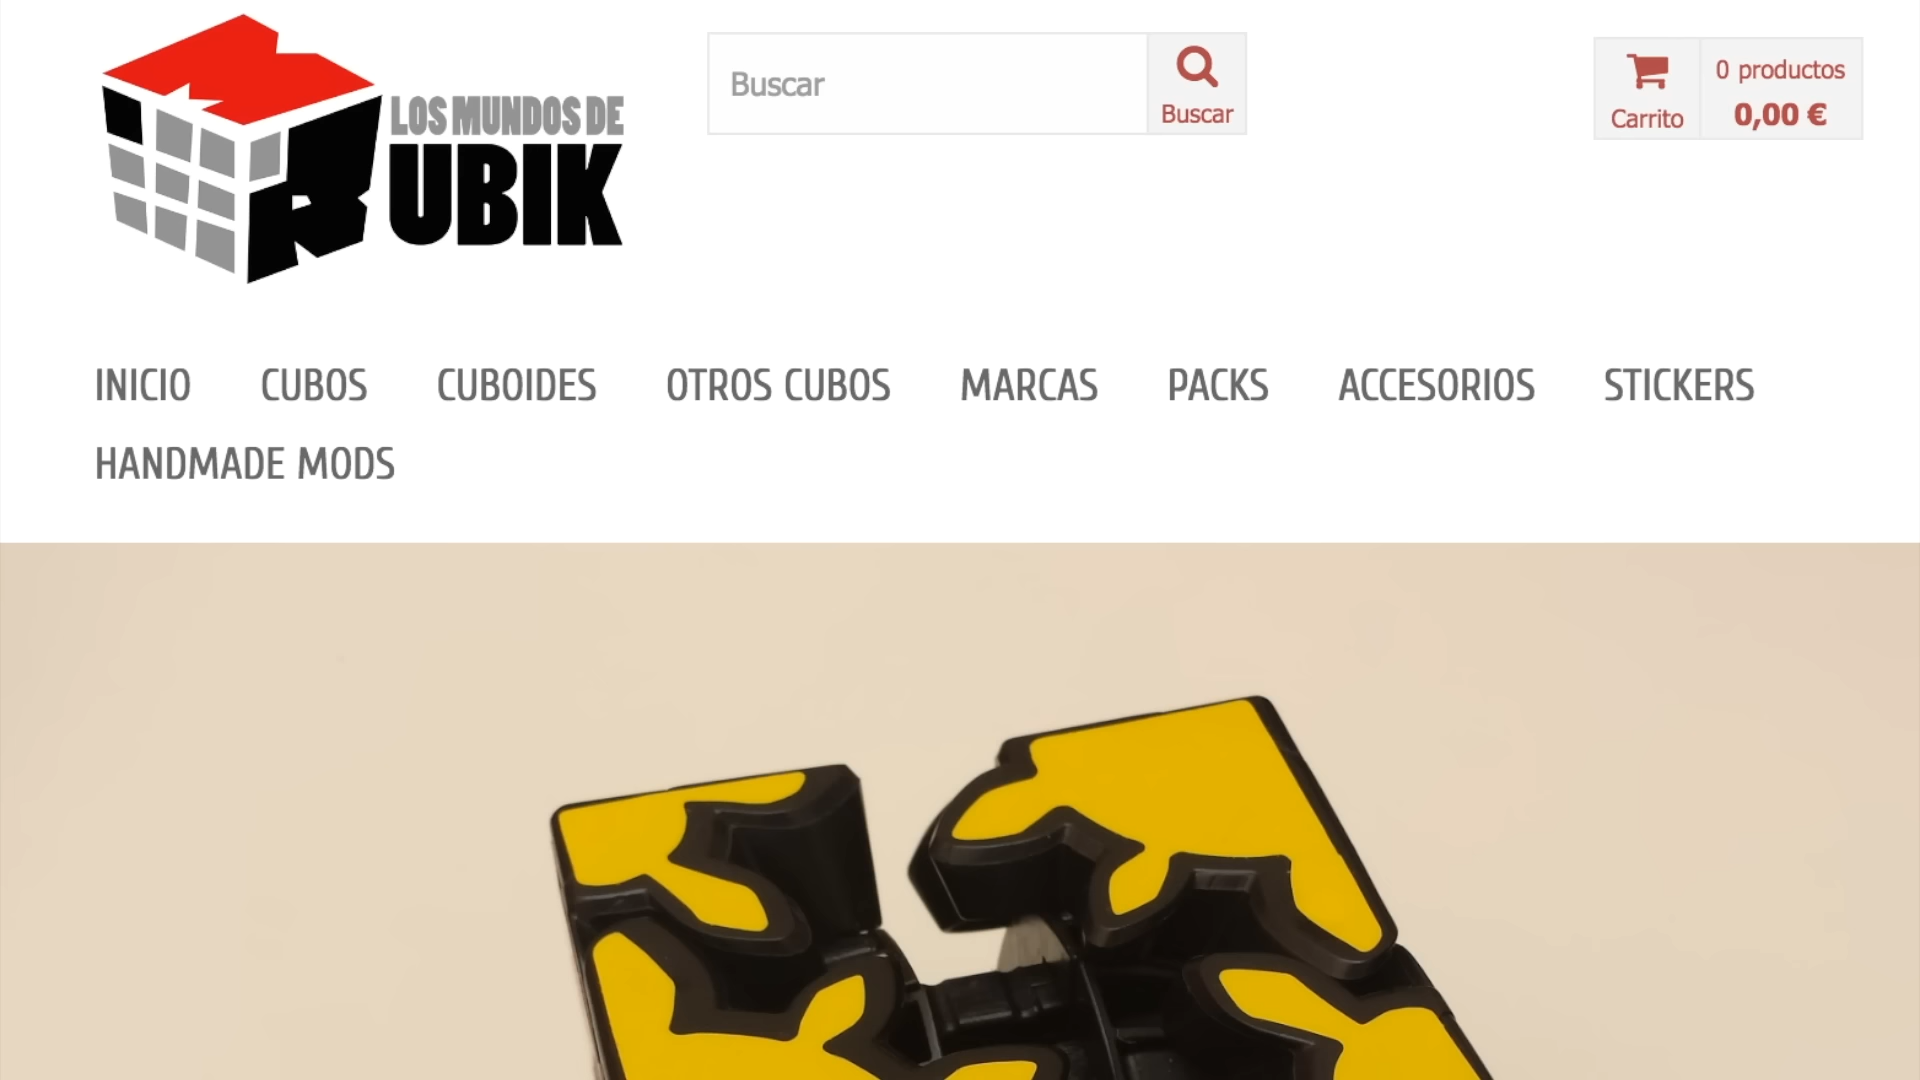 LOS MUNDOS DE
RUBIK
Buscar
Buscar
Carrito
0 productos
0,00 €
INICIO
CUBOS
CUBOIDES
OTROS CUBOS
MARCAS
PACKS
ACCESORIOS
STICKERS
HANDMADE MODS